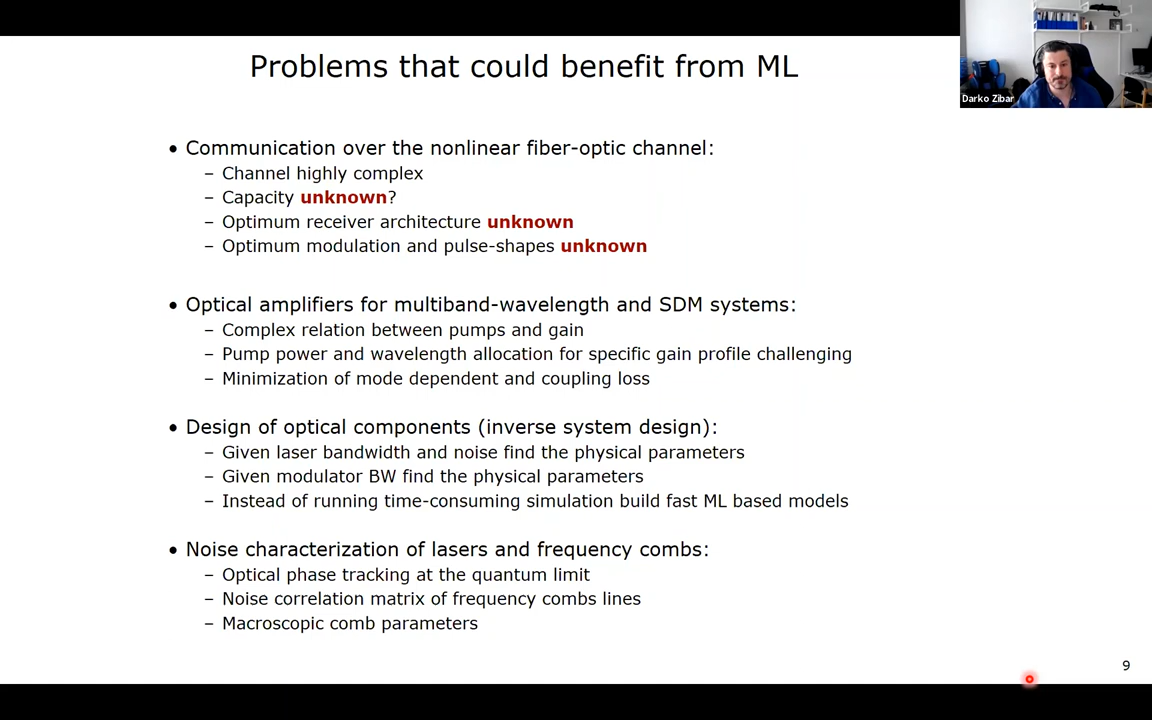 Problems that could benefit from ML
Darko Zibar
• Communication over the nonlinear fiber-optic channel:
– Channel highly complex
– Capacity unknown?
– Optimum receiver architecture unknown
– Optimum modulation and pulse-shapes unknown
• Optical amplifiers for multiband-wavelength and SDM systems:
– Complex relation between pumps and gain
– Pump power and wavelength allocation for specific gain profile challenging
– Minimization of mode dependent and coupling loss
• Design of optical components (inverse system design):
– Given laser bandwidth and noise find the physical parameters
– Given modulator BW find the physical parameters
– Instead of running time-consuming simulation build fast ML based models
• Noise characterization of lasers and frequency combs:
– Optical phase tracking at the quantum limit
– Noise correlation matrix of frequency combs lines
– Macroscopic comb parameters
9